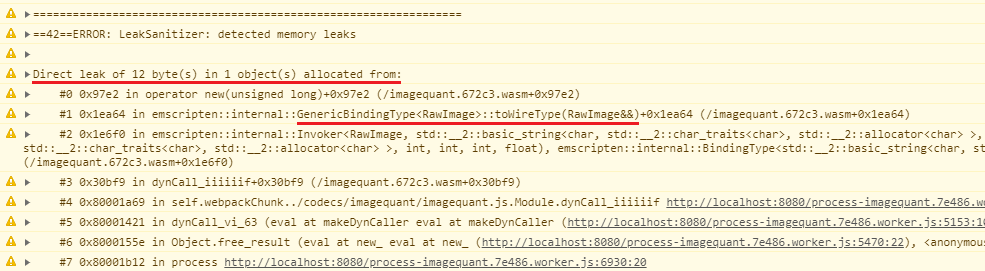 =================================================================
==42==ERROR: LeakSanitizer: detected memory leaks
Direct leak of 12 byte(s) in 1 object(s) allocated from:
#0 0x97e2 in operator new(unsigned long)+0x97e2 (/imagequant.672c3.wasm+0x97e2)
#1 0x1ea64 in emscripten::internal::GenericBindingType<RawImage>::toWireType(RawImage&&)+0x1ea64 (/imagequant.672c3.wasm+0x1ea64)
#2 0x1e6f0 in emscripten::internal::Invoker<RawImage, std::__2::basic_string<char, std::__2::char_traits<char>, std::__2::allocator<char> >,
std::__2::char_traits<char>, std::__2::allocator<char> >, int, int, int, float), emscripten::internal::BindingType<std::__2::basic_string<char, st
(/imagequant.672c3.wasm+0x1e6f0)
#3 0x30bf9 in dynCall_iiiiiif+0x30bf9 (/imagequant.672c3.wasm+0x30bf9)
#4 0x80001a69 in self.webpackChunk../codecs/imagequant/imagequant.js.Module.dynCall_iiiiiif http://localhost:8080/process-imagequant.7e486.worker.j
#5 0x80001421 in dynCall_vi_63 (eval at makeDynCaller eval at makeDynCaller (http://localhost:8080/process-imagequant.7e486.worker.js:5153:10
#6 0x8000155e in Object.free_result (eval at new_ eval at new_ (http://localhost:8080/process-imagequant.7e486.worker.js:5470:22), <anonymous
#7 0x80001b12 in process http://localhost:8080/process-imagequant.7e486.worker.js:6930:20